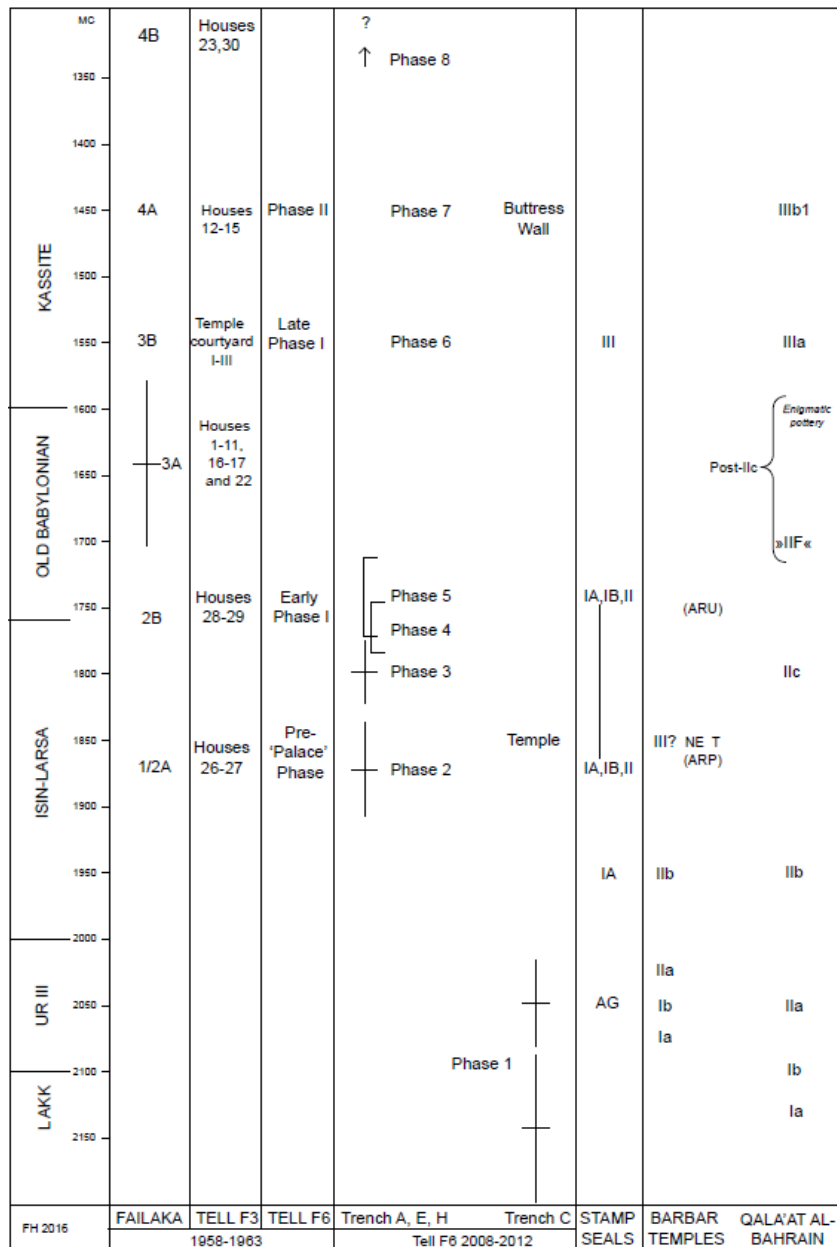 MC
4B Houses ?
23,30
Phase 8
1350
1400
4A Houses Phase II Phase 7 Buttress IIIb1
1450
12-15 Wall
1500
KASSITE
Temple Late
3B courtyard Phase I Phase 6 III IIIa
1550
I-III
1600
Enigmatic
pottery
Houses
1-11,
3A 16-17 Post-IIc
1650
and 22
OLD BABYLONIAN
1700
»IIF«
Houses Early Phase 5 IA,IB,II (ARU)
1750
2B 28-29 Phase I
Phase 4
1800
Phase 3 IIc
Pre-
1850
Houses 'Palace' Temple III? NE T
1/2A 26-27 Phase Phase 2 IA,IB,II (ARP)
ISIN-LARSA
1900
1950
IA IIb IIb
2000
IIa
UR III
2050
AG Ib IIa
Ia
Phase 1
2100
Ib
LAKK
Ia
2150
FAILAKA TELL F3 TELL F6 Trench A, E, H Trench C STAMP BARBAR QALA'AT AL-
FH 2016 SEALS TEMPLES BAHRAIN
1958-1963 Tell F6 2008-2012